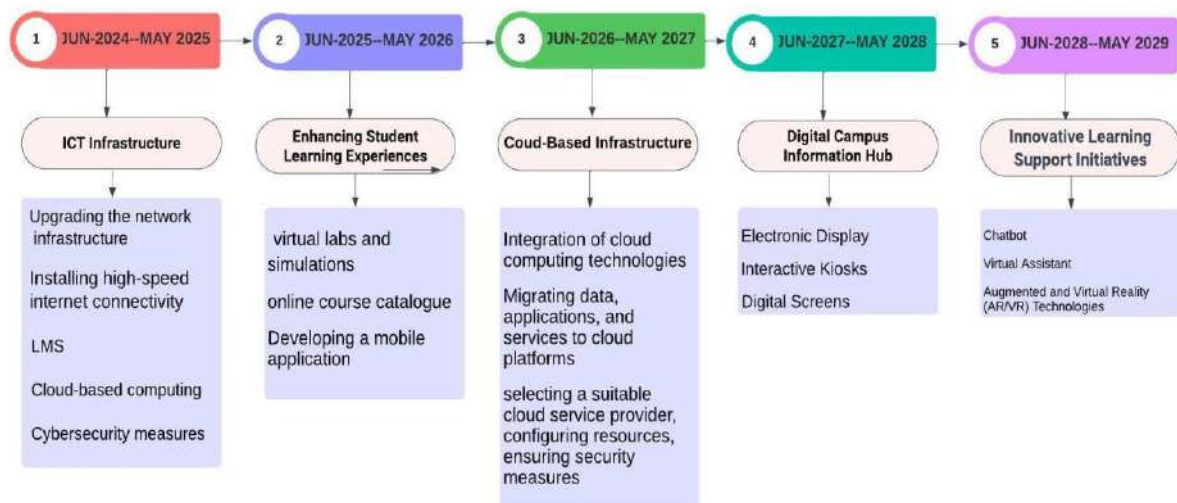 1 JUN-2024--MAY 2025
2 JUN-2025--MAY 2026
3 JUN-2026--MAY 2027
4 JUN-2027--MAY 2028
5 JUN-2028--MAY 2029
ICT Infrastructure
Enhancing Student
Learning Experiences
Coud-Based Infrastructure
Digital Campus
Information Hub
Innovative Learning
Support Initiatives
Upgrading the network
infrastructure
Installing high-speed
internet connectivity
LMS
Cloud-based computing
Cybersecurity measures
virtual labs and
simulations
online course catalogue
Developing a mobile
application
Integration of cloud
computing technologies
Migrating data,
applications, and
services to cloud
platforms
selecting a suitable
cloud service provider,
configuring resources,
ensuring security
measures
Electronic Display
Interactive Kiosks
Digital Screens
Chatbot
Virtual Assistant
Augmented and Virtual Reality
(AR/VR) Technologies